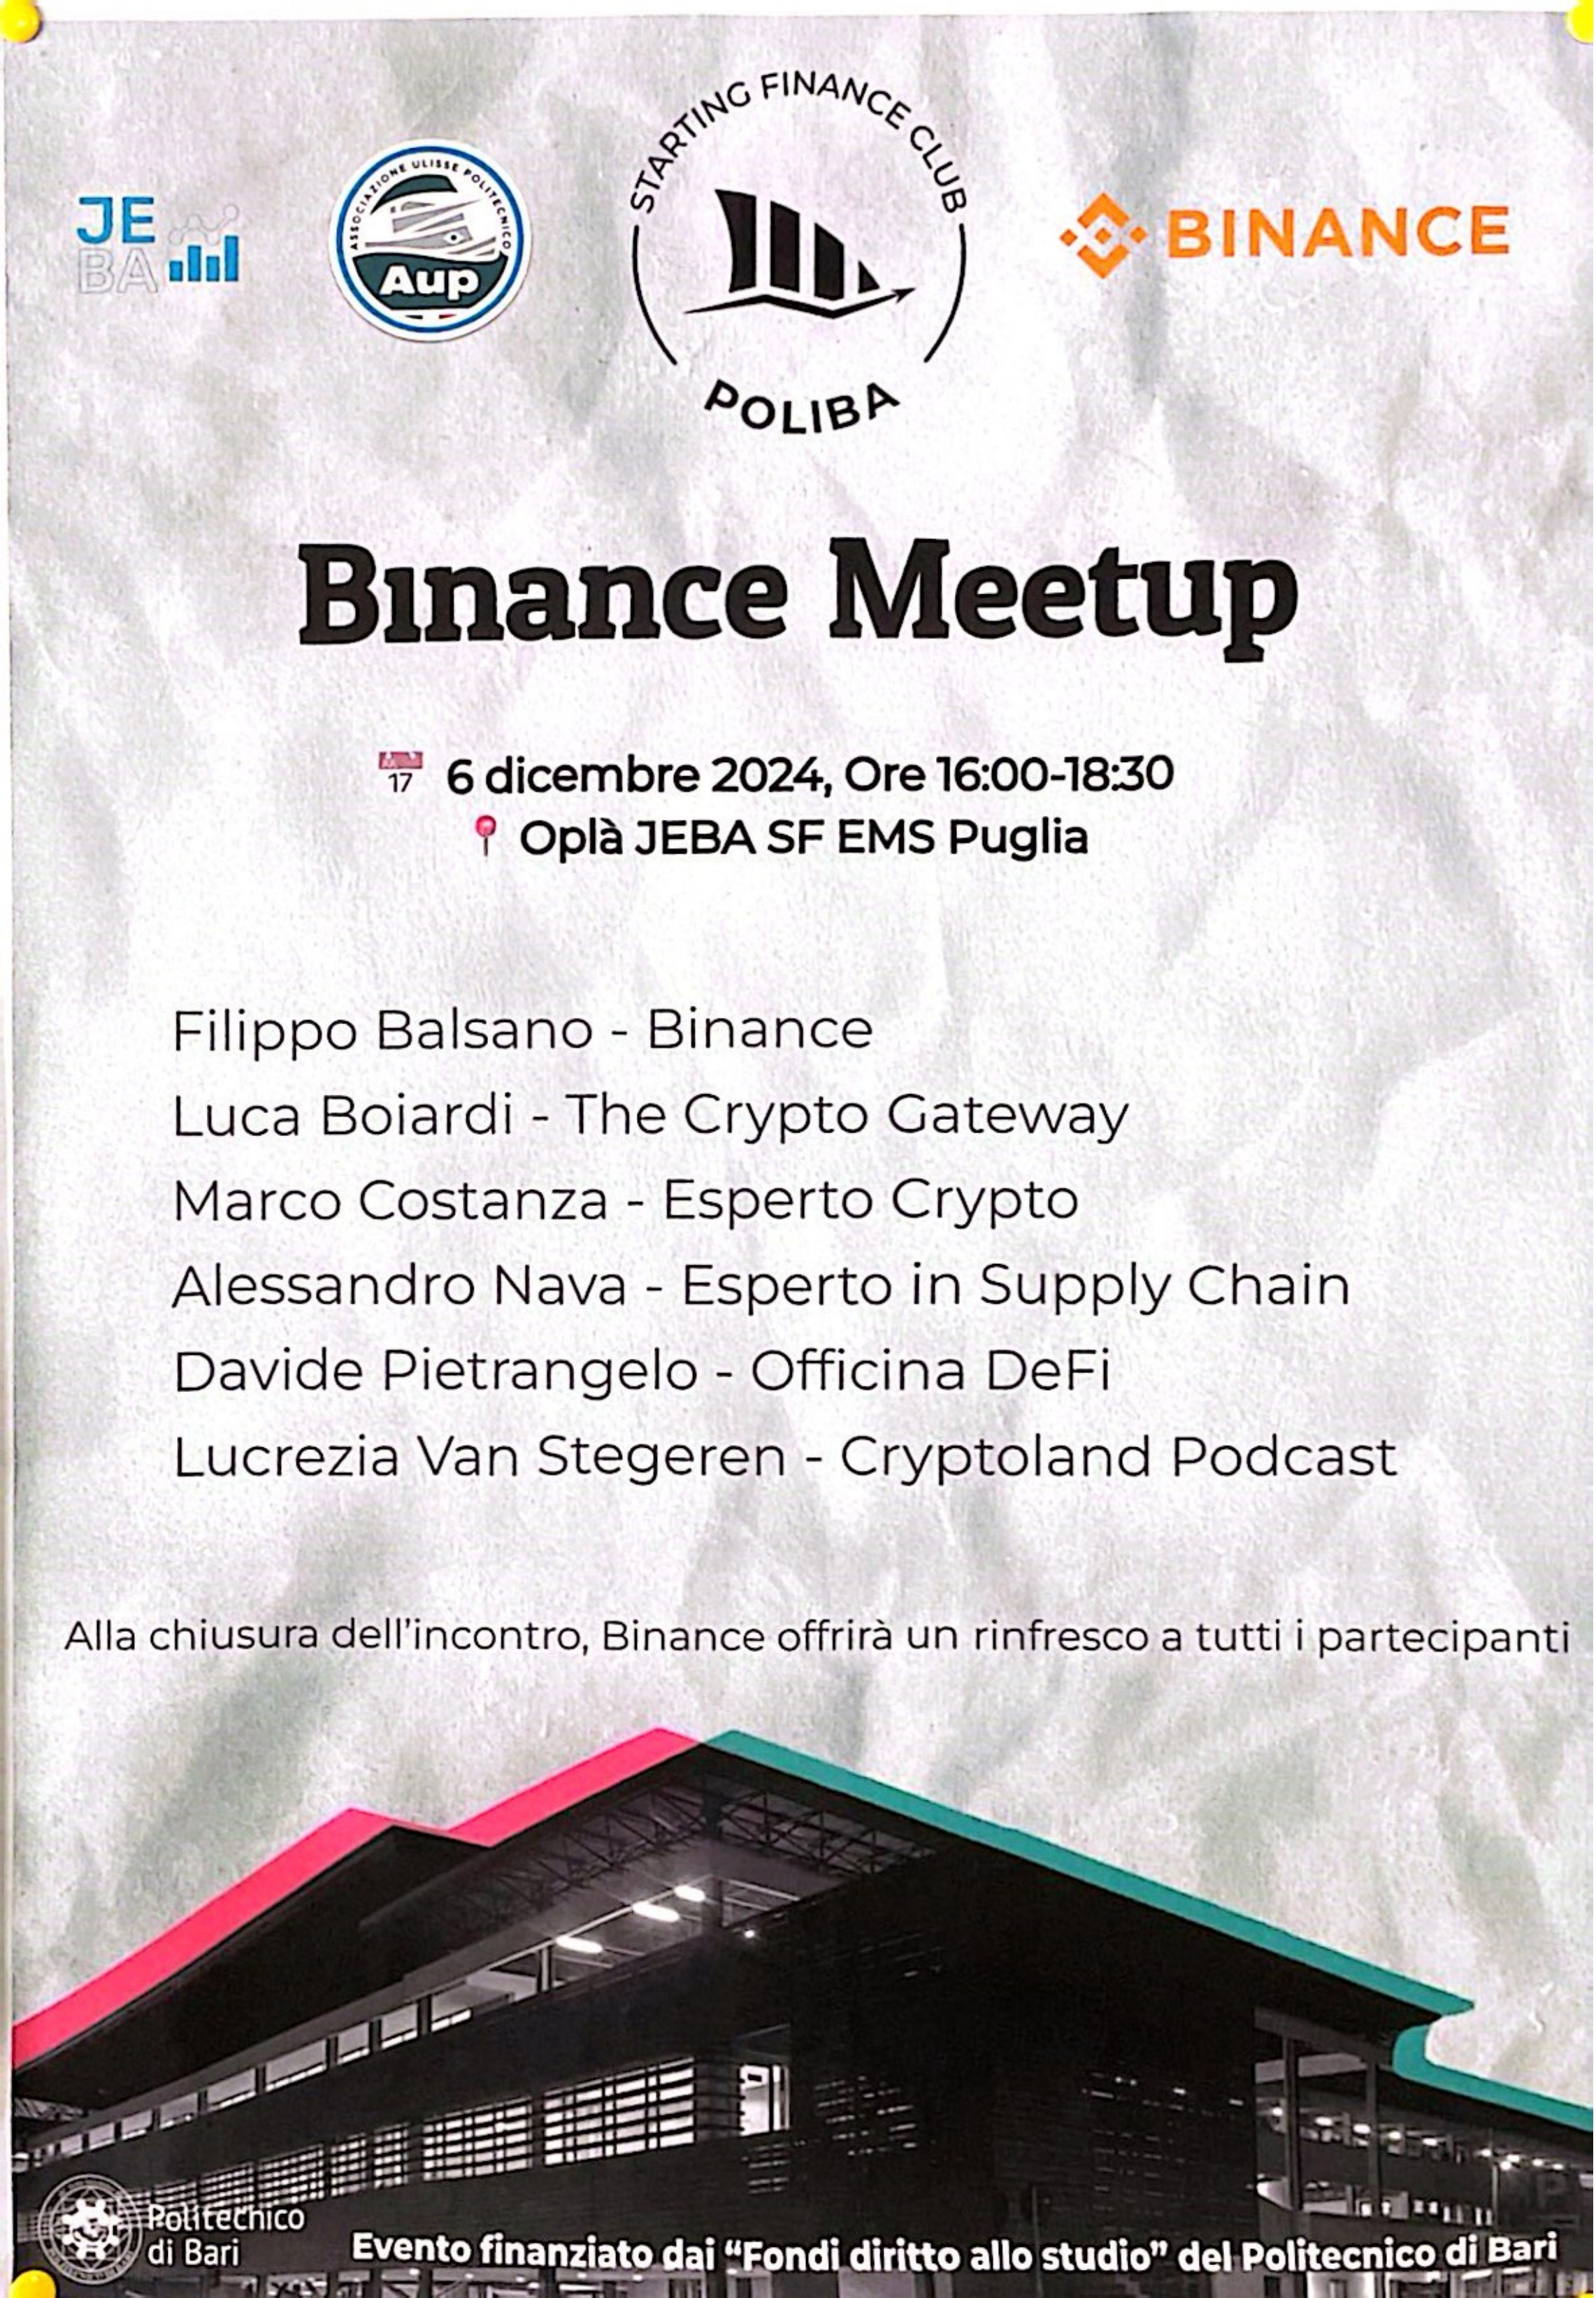 STARTING FINANCE CLUB
POLIBA
JE
BA
ASSOCIAZIONE ULISSE POLITECNICO
Aup
BINANCE
Bınance Meetup
17 6 dicembre 2024, Ore 16:00-18:30
Oplà JEBA SF EMS Puglia
Filippo Balsano - Binance
Luca Boiardi - The Crypto Gateway
Marco Costanza - Esperto Crypto
Alessandro Nava - Esperto in Supply Chain
Davide Pietrangelo - Officina DeFi
Lucrezia Van Stegeren - Cryptoland Podcast
Alla chiusura dell’incontro, Binance offrirà un rinfresco a tutti i partecipanti
Politecnico
di Bari
Evento finanziato dai “Fondi diritto allo studio” del Politecnico di Bari